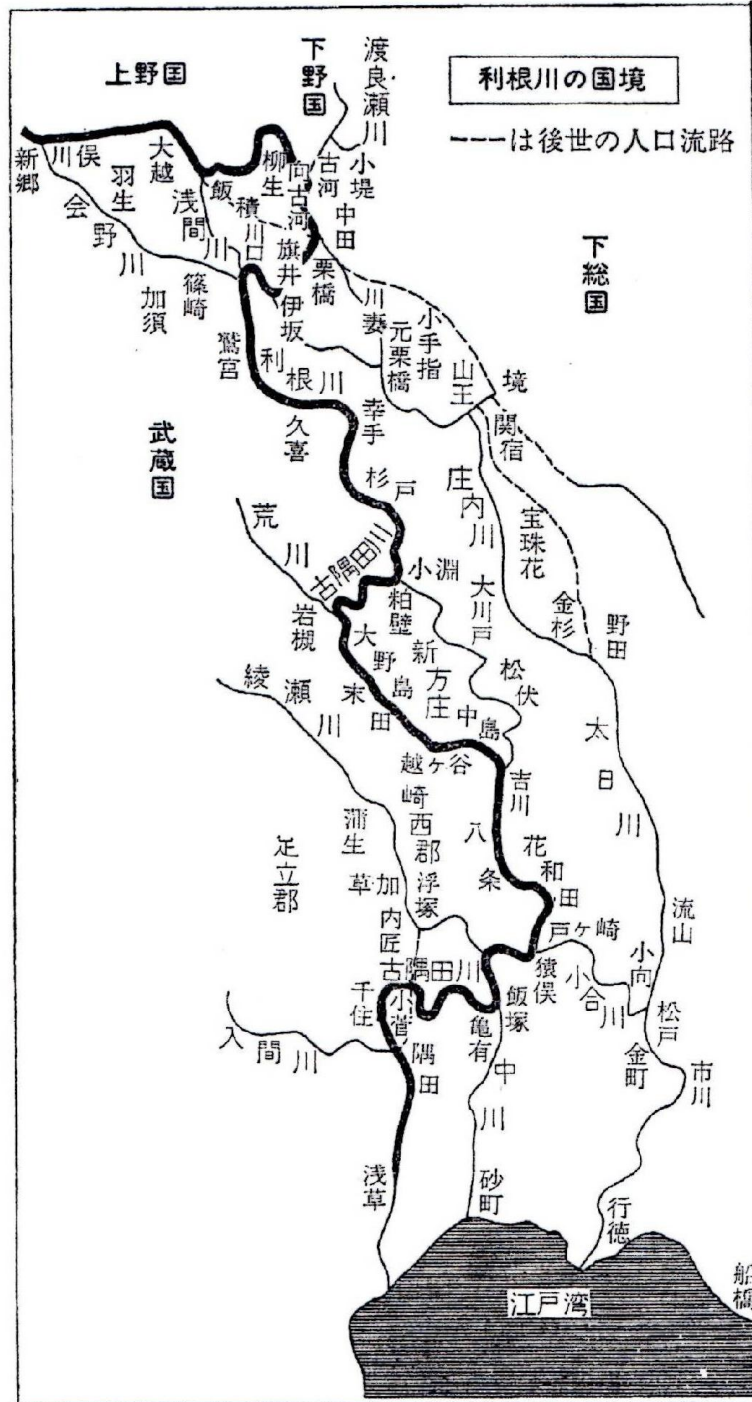 利根川の国境
---は後世の人口流路
上野国
下野国
渡良瀬川
下総国
武蔵国
足立郡
新郷
川俣
羽生
大越
会野川
加須
篠崎
浅間川
飯積
川口
柳生
向古河
古河
小堤
中田
旗井
栗橋
伊坂
川妻
元栗橋
小手指
山王
境
関宿
鷲宮
利根川
久喜
幸手
杉戸
庄内川
宝珠花
荒川
古隅田川
小淵
粕壁
大川戸
金杉
野田
岩槻
大野島
新方庄
松伏
末田
中島
綾瀬川
越ヶ谷
吉川
太日川
崎西郡
八条
花和田
蒲生
草加
浮塚
内匠
戸ヶ崎
流山
小向
古隅田川
猿俣
小合川
松戸
千住
小菅
飯塚
亀有
金町
市川
入間川
隅田
中川
浅草
砂町
行徳
船橋
江戸湾